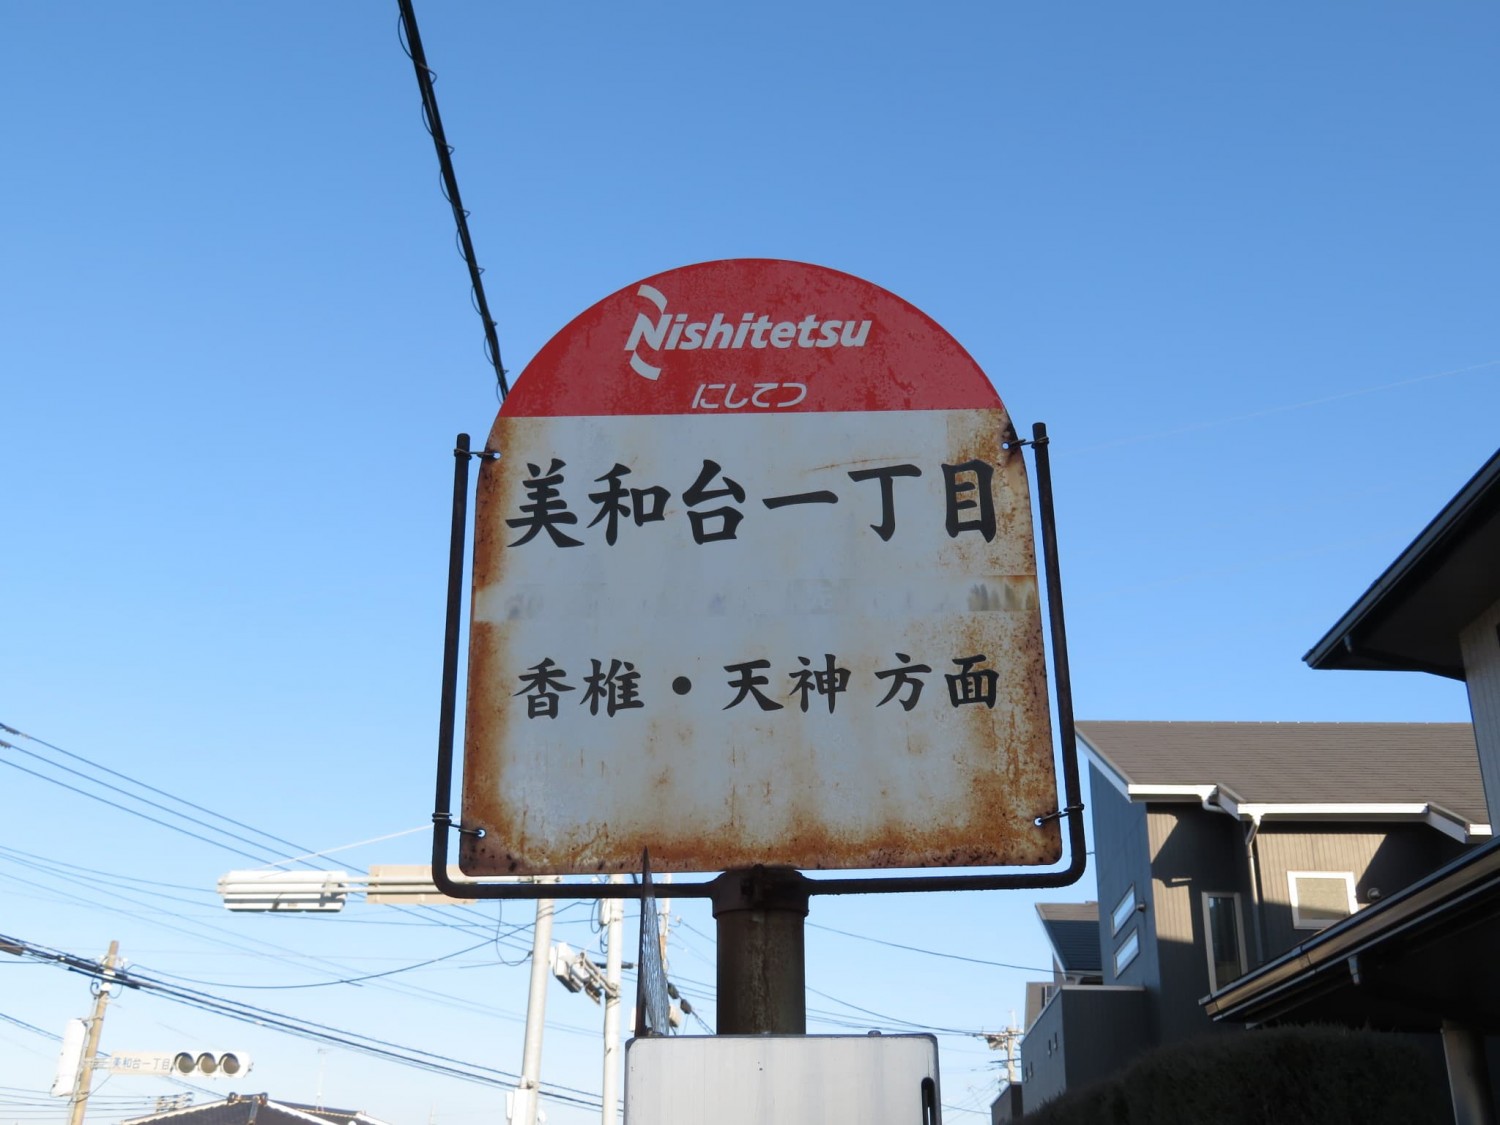 Nishitetsu
にしてつ
美和台一丁目
香椎・天神方面
美和台一丁目